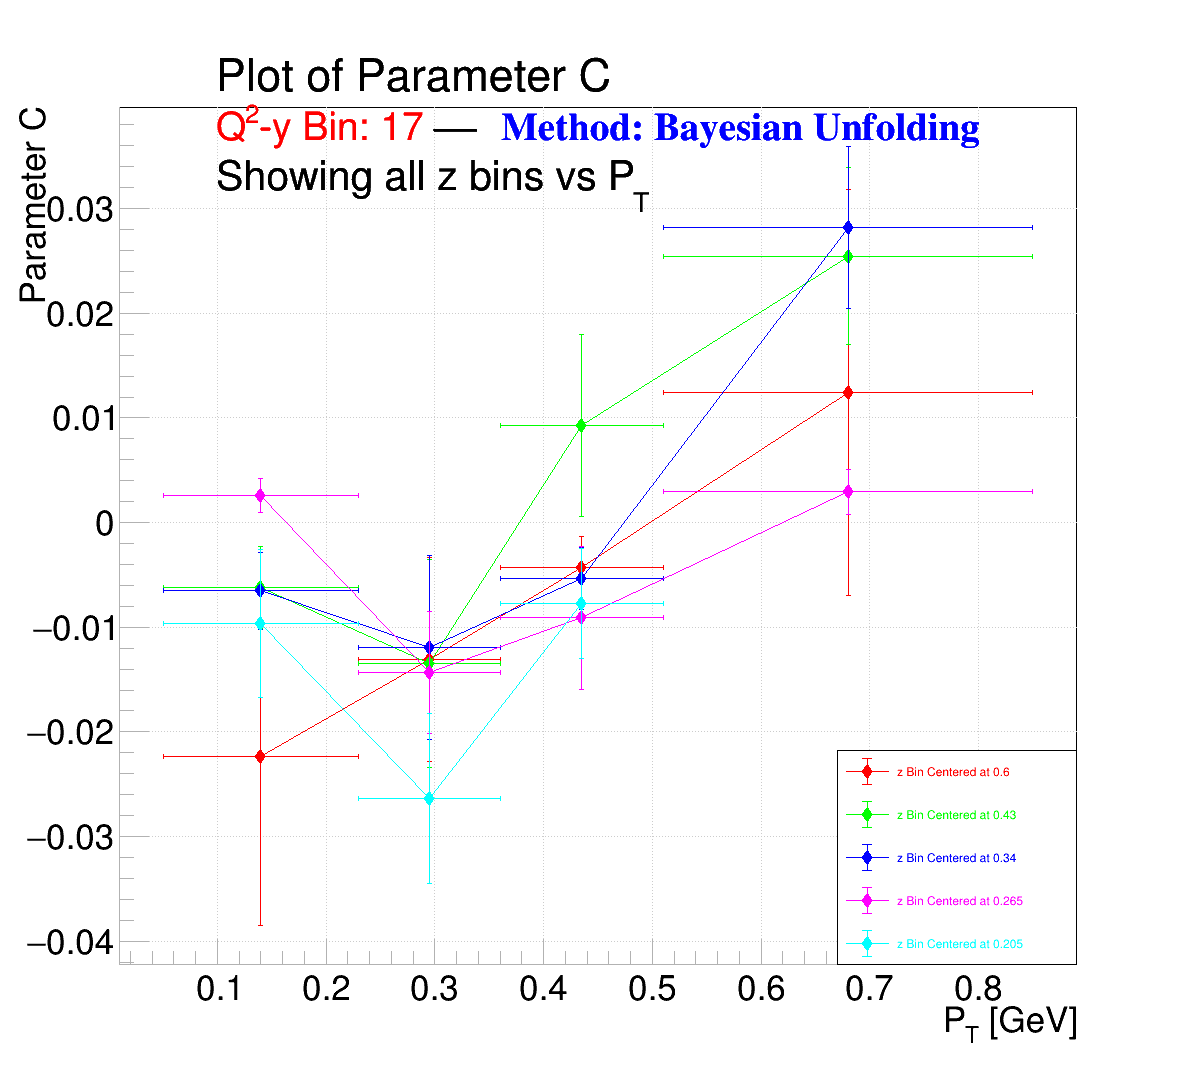 Plot of Parameter C
Q²-y Bin: 17 — Method: Bayesian Unfolding
Showing all z bins vs P_T
Parameter C
0.03
0.02
0.01
0
−0.01
−0.02
−0.03
−0.04
z Bin Centered at 0.6
z Bin Centered at 0.43
z Bin Centered at 0.34
z Bin Centered at 0.265
z Bin Centered at 0.205
0.1 0.2 0.3 0.4 0.5 0.6 0.7 0.8
P_T [GeV]